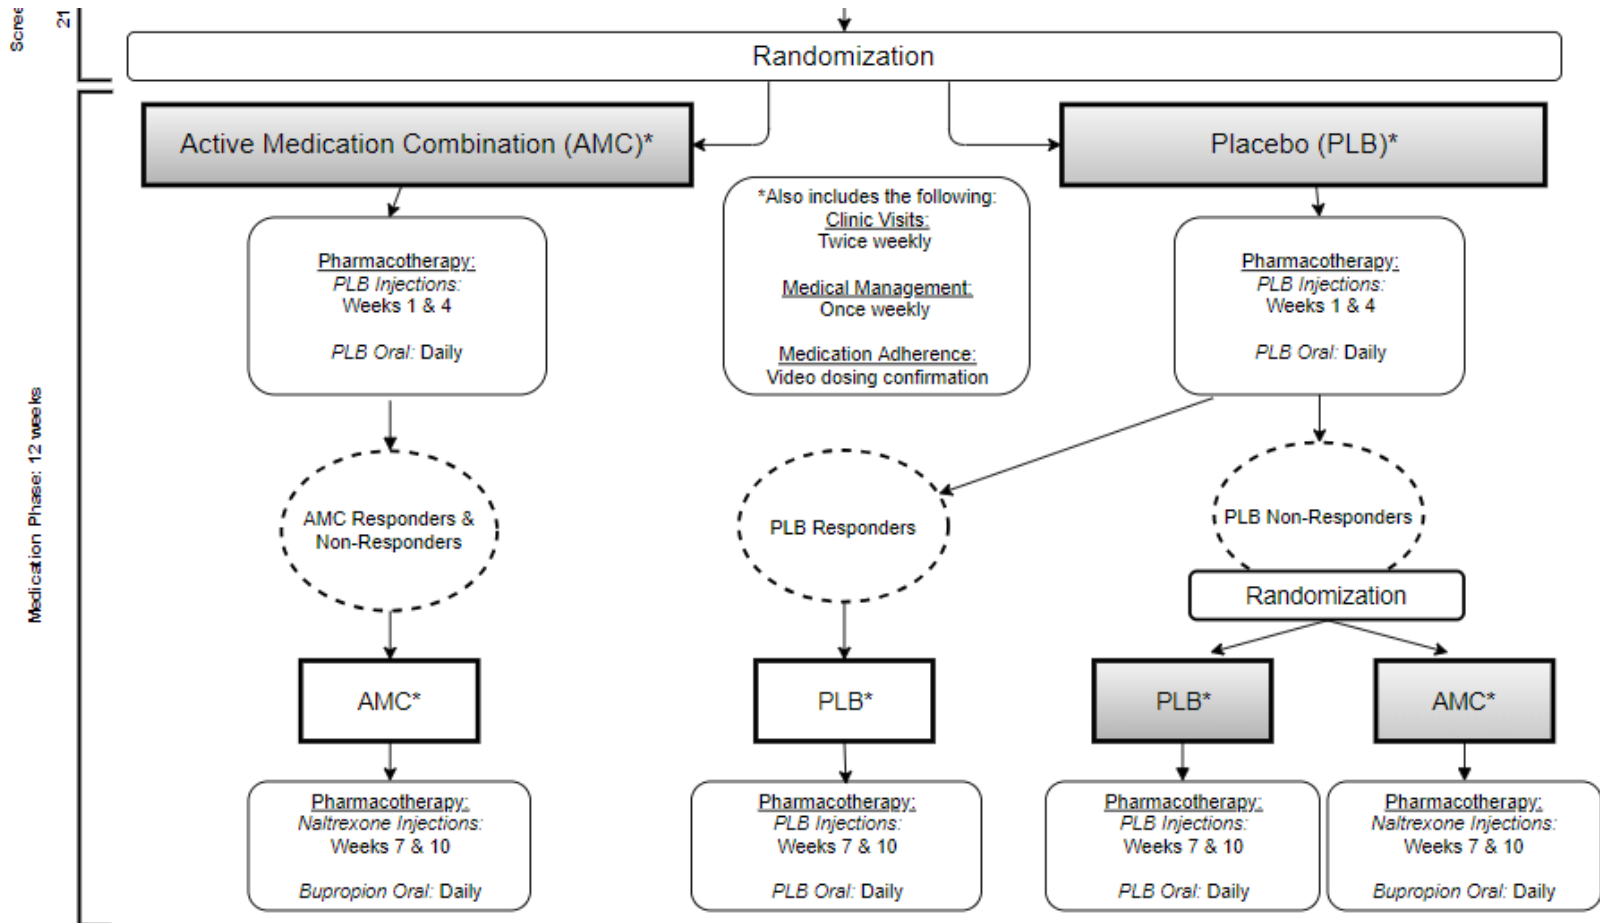 Scree
21
Randomization
Active Medication Combination (AMC)*
Placebo (PLB)*
*Also includes the following:
Clinic Visits:
Twice weekly
Medical Management:
Once weekly
Medication Adherence:
Video dosing confirmation
Pharmacotherapy:
PLB Injections:
Weeks 1 & 4
PLB Oral: Daily
Pharmacotherapy:
PLB Injections:
Weeks 1 & 4
PLB Oral: Daily
Medication Phase: 12 weeks
AMC Responders &
Non-Responders
PLB Responders
PLB Non-Responders
Randomization
AMC*
PLB*
PLB*
AMC*
Pharmacotherapy:
Naltrexone Injections:
Weeks 7 & 10
Bupropion Oral: Daily
Pharmacotherapy:
PLB Injections:
Weeks 7 & 10
PLB Oral: Daily
Pharmacotherapy:
PLB Injections:
Weeks 7 & 10
PLB Oral: Daily
Pharmacotherapy:
Naltrexone Injections:
Weeks 7 & 10
Bupropion Oral: Daily